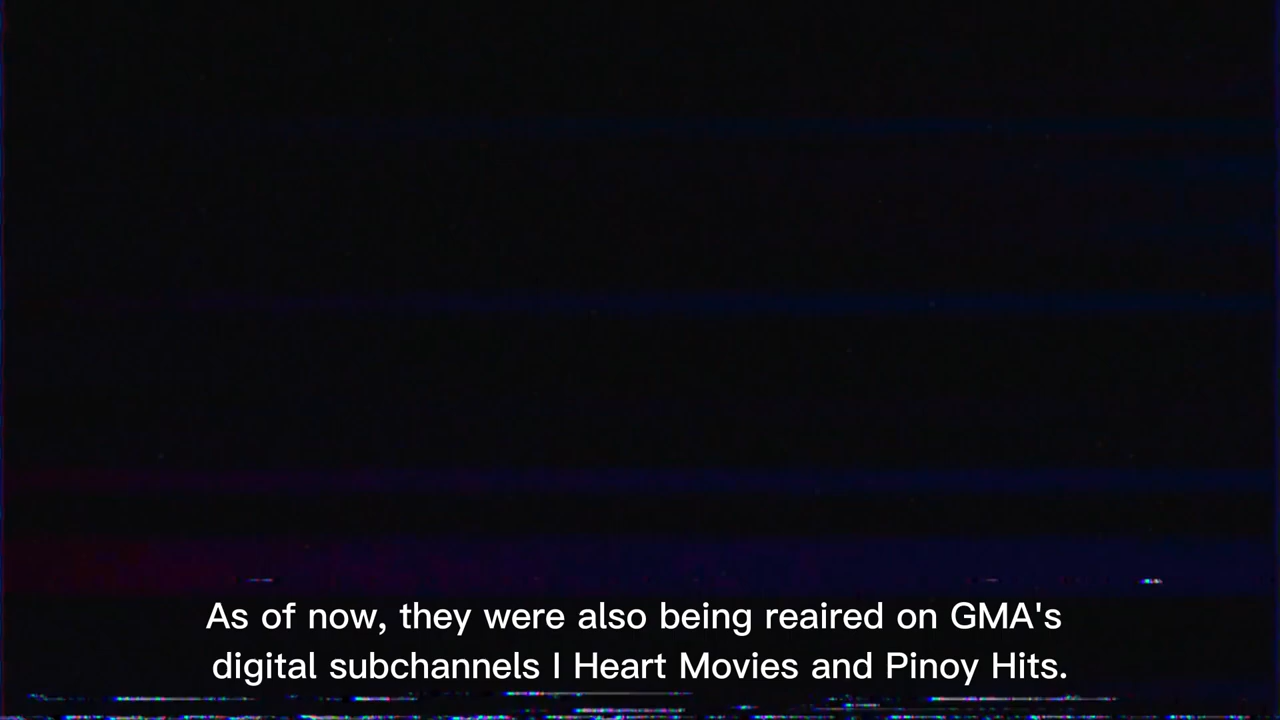 As of now, they were also being reaired on GMA's
digital subchannels I Heart Movies and Pinoy Hits.